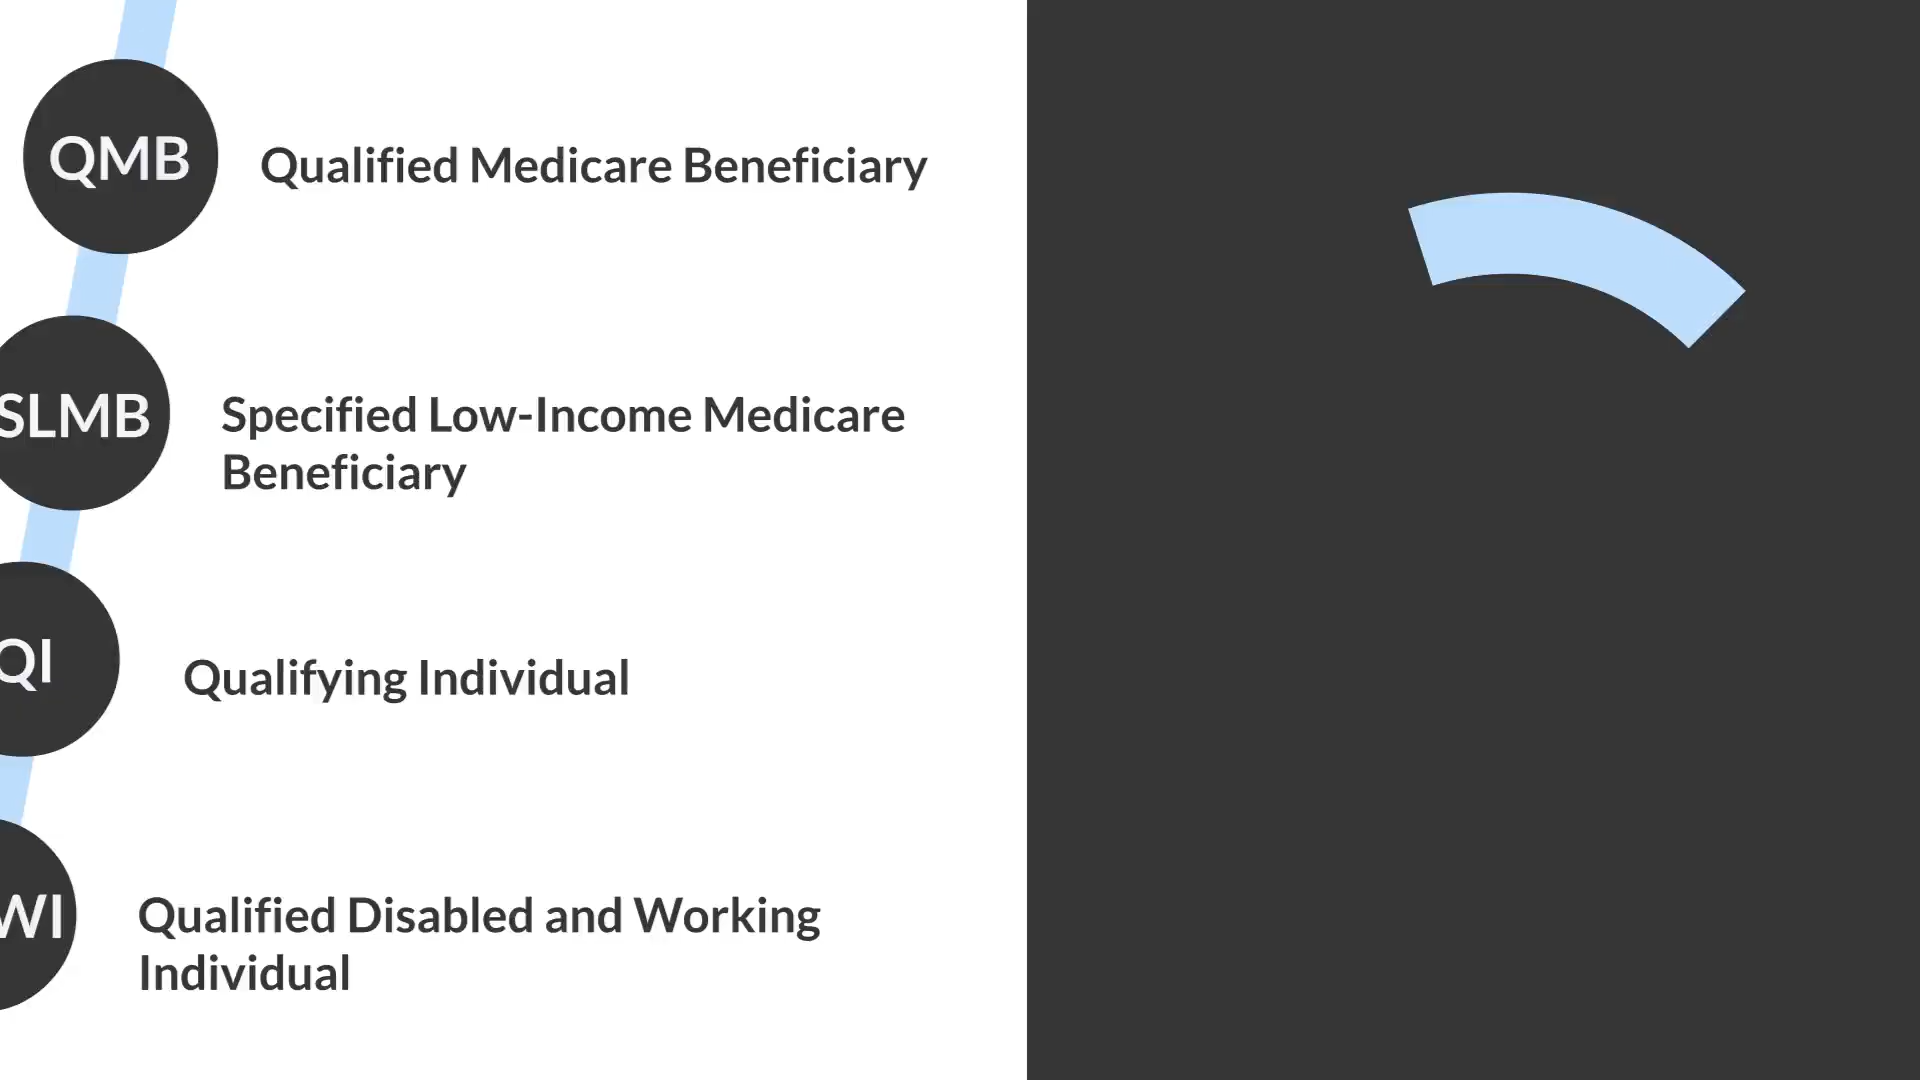 QMB
Qualified Medicare Beneficiary
SLMB
Specified Low-Income Medicare
Beneficiary
QI
Qualifying Individual
WI
Qualified Disabled and Working
Individual